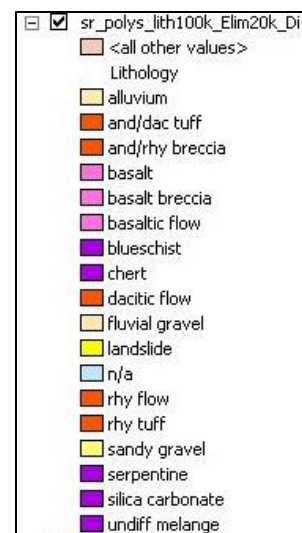 sr_polys_lith100k_Elim20k_Di
<all other values>
Lithology
alluvium
and/dac tuff
and/rhy breccia
basalt
basalt breccia
basaltic flow
blueschist
chert
dacitic flow
fluvial gravel
landslide
n/a
rhy flow
rhy tuff
sandy gravel
serpentine
silica carbonate
undiff melange